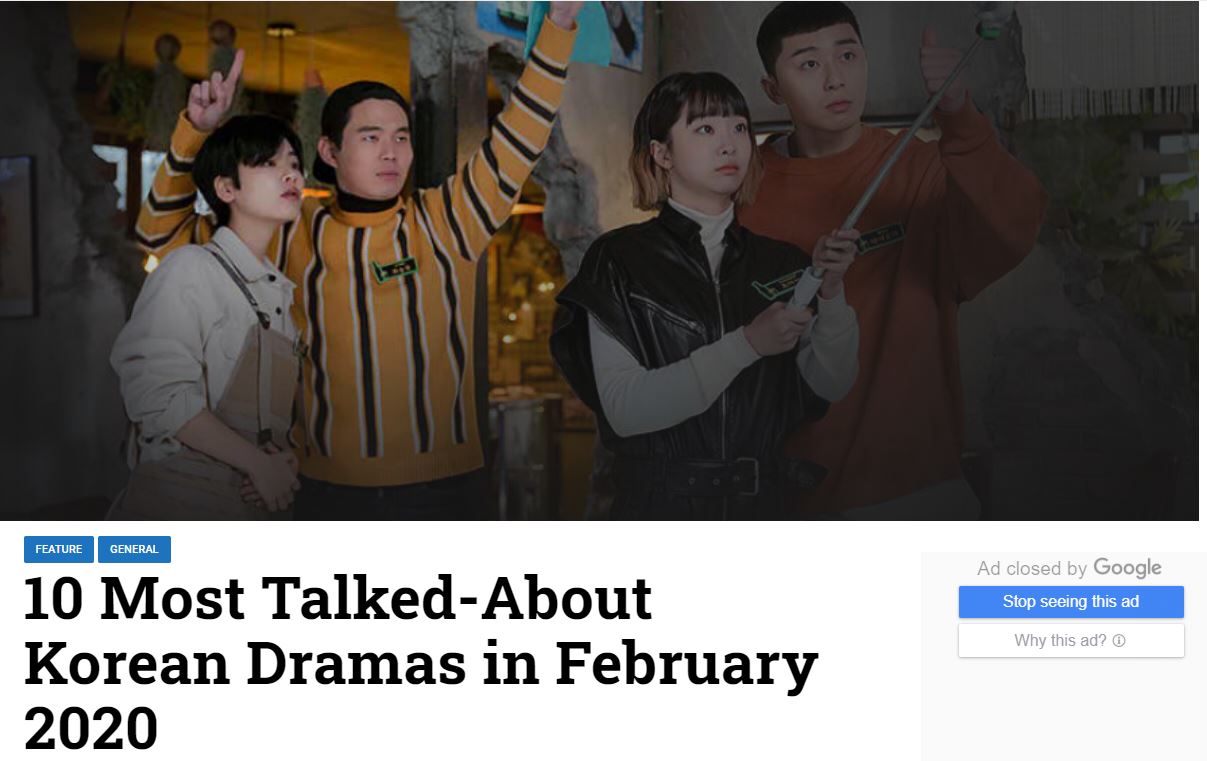 FEATURE
GENERAL
10 Most Talked-About
Korean Dramas in February
2020
Ad closed by Google
Stop seeing this ad
Why this ad?